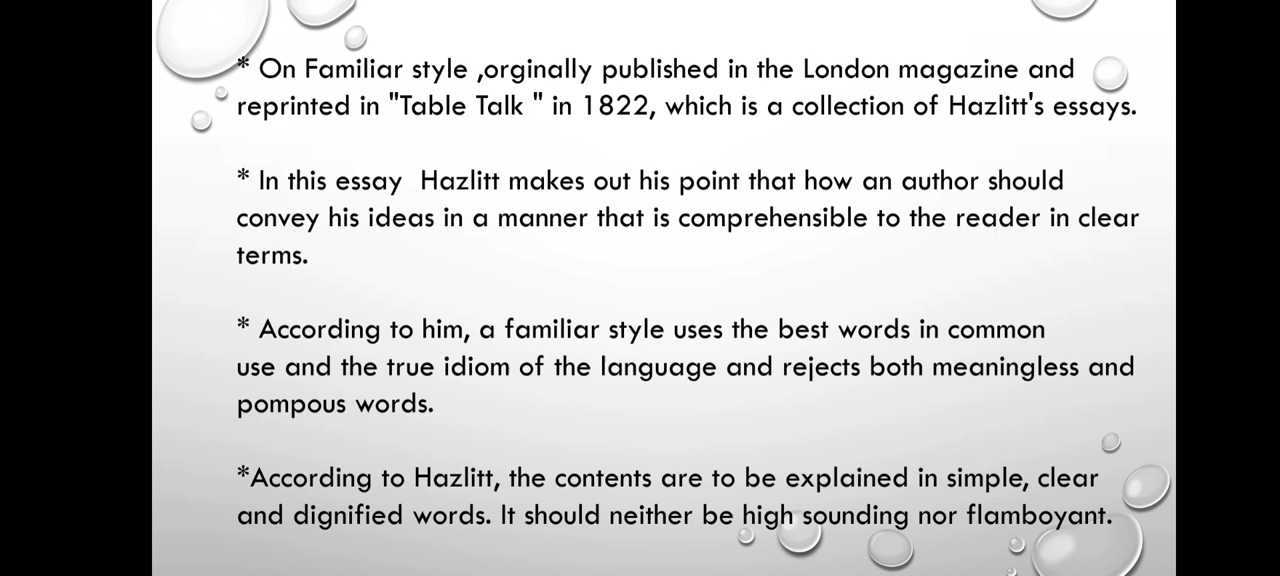 * On Familiar style ,orginally published in the London magazine and
reprinted in "Table Talk " in 1822, which is a collection of Hazlitt's essays.
* In this essay  Hazlitt makes out his point that how an author should
convey his ideas in a manner that is comprehensible to the reader in clear
terms.
* According to him, a familiar style uses the best words in common
use and the true idiom of the language and rejects both meaningless and
pompous words.
*According to Hazlitt, the contents are to be explained in simple, clear
and dignified words. It should neither be high sounding nor flamboyant.